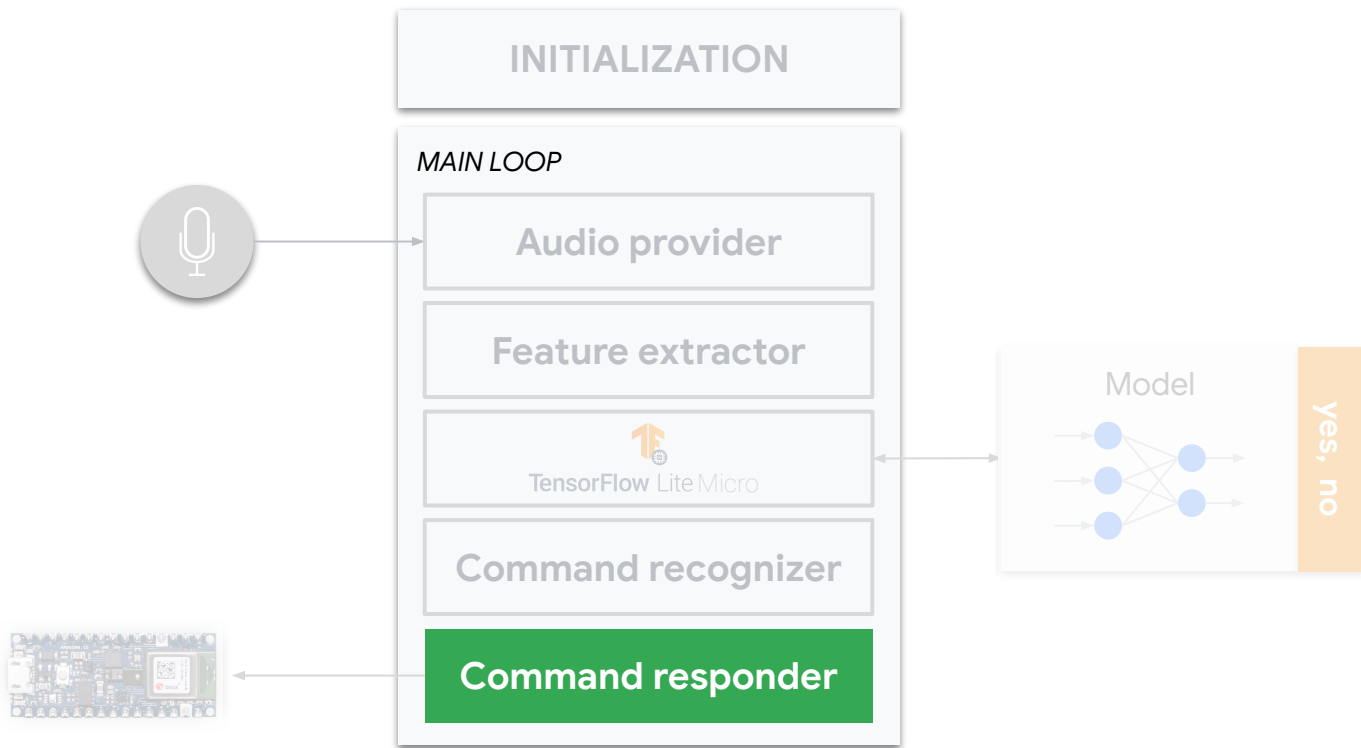 INITIALIZATION
MAIN LOOP
Audio provider
Feature extractor
Model
yes, no
TensorFlow Lite Micro
Command recognizer
Command responder